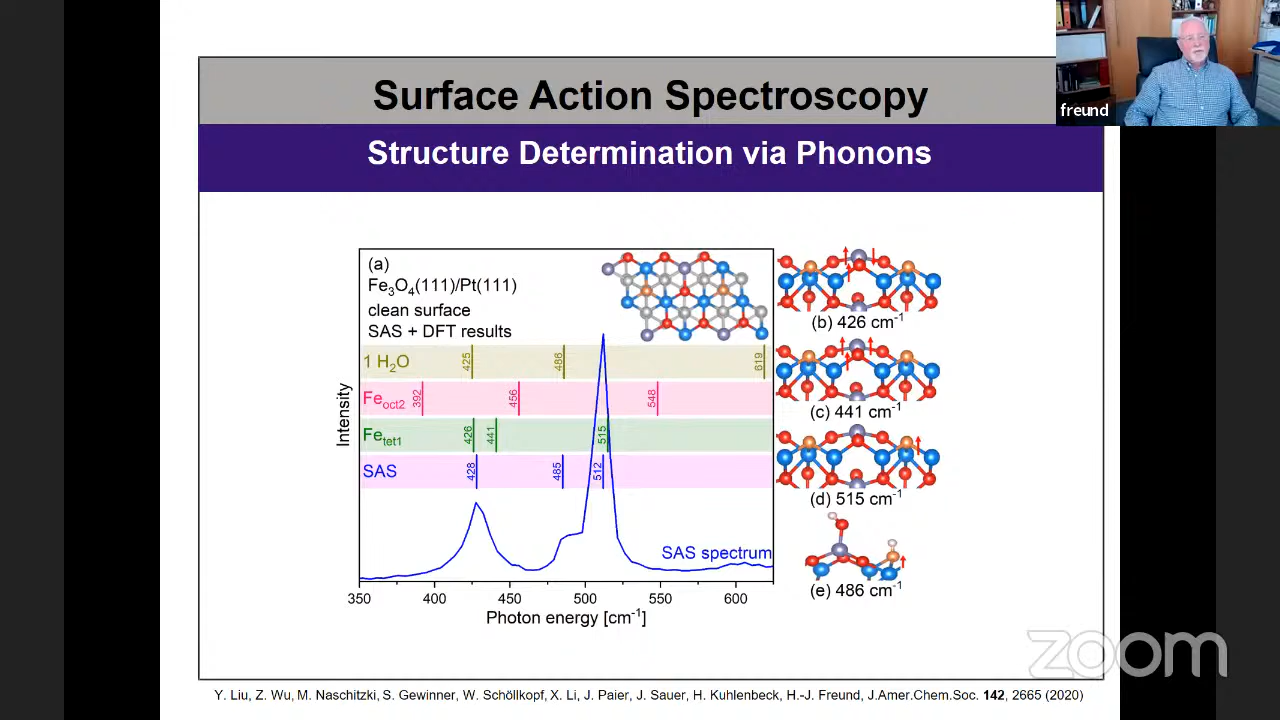 Surface Action Spectroscopy
freund
Structure Determination via Phonons
(a)
Fe₃O₄(111)/Pt(111)
clean surface
SAS + DFT results
1 H₂O
425
486
619
Feoct2
392
456
548
Fetet1
426
441
515
SAS
428
485
512
SAS spectrum
Intensity
350 400 450 500 550 600
Photon energy [cm⁻¹]
(b) 426 cm⁻¹
(c) 441 cm⁻¹
(d) 515 cm⁻¹
(e) 486 cm⁻¹
zoom
Y. Liu, Z. Wu, M. Naschitzki, S. Gewinner, W. Schöllkopf, X. Li, J. Paier, J. Sauer, H. Kuhlenbeck, H.-J. Freund, J.Amer.Chem.Soc. 142, 2665 (2020)